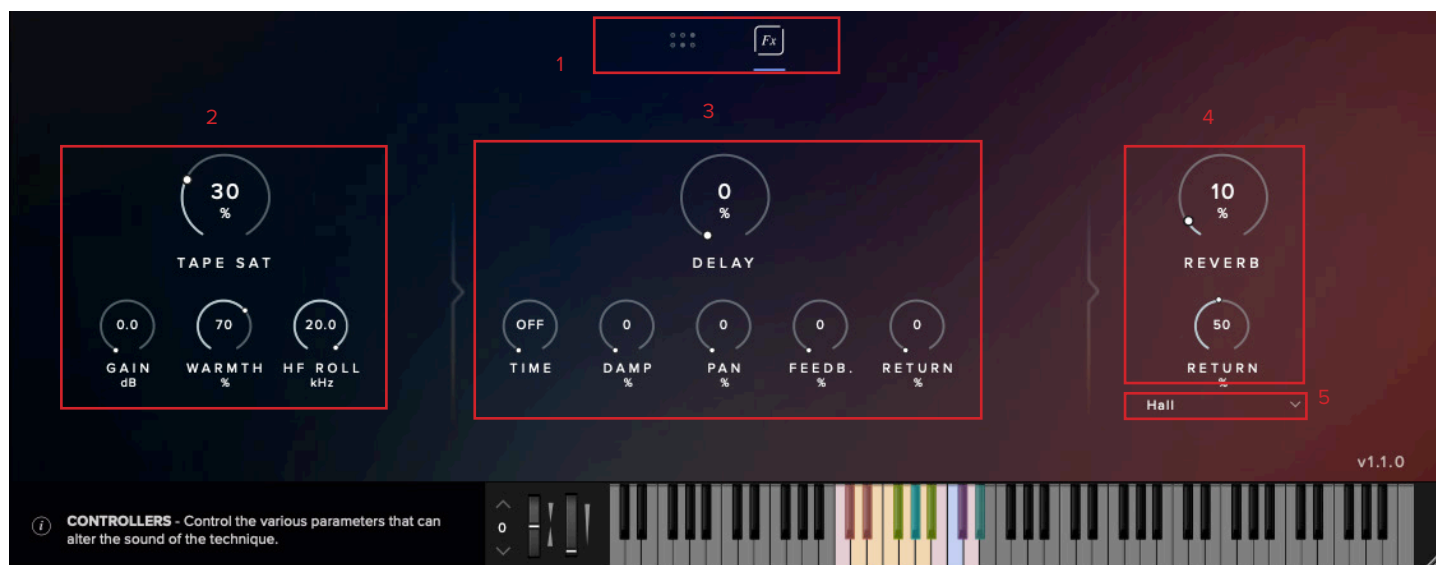 1
Fx
2
3
4
30
%
TAPE SAT
0.0
GAIN
dB
70
WARMTH
%
20.0
HF ROLL
kHz
0
%
DELAY
OFF
TIME
0
DAMP
%
0
PAN
%
0
FEEDB.
%
0
RETURN
%
10
%
REVERB
50
RETURN
%
Hall
5
v1.1.0
i
CONTROLLERS - Control the various parameters that can
alter the sound of the technique.
0